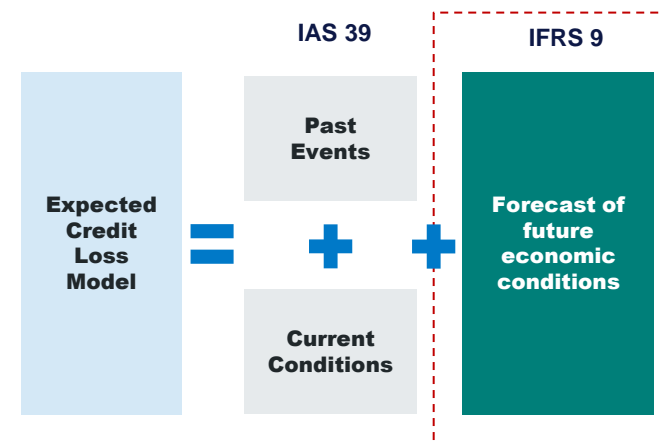 IAS 39
IFRS 9
Expected
Credit
Loss
Model
Past
Events
Current
Conditions
Forecast of
future
economic
conditions